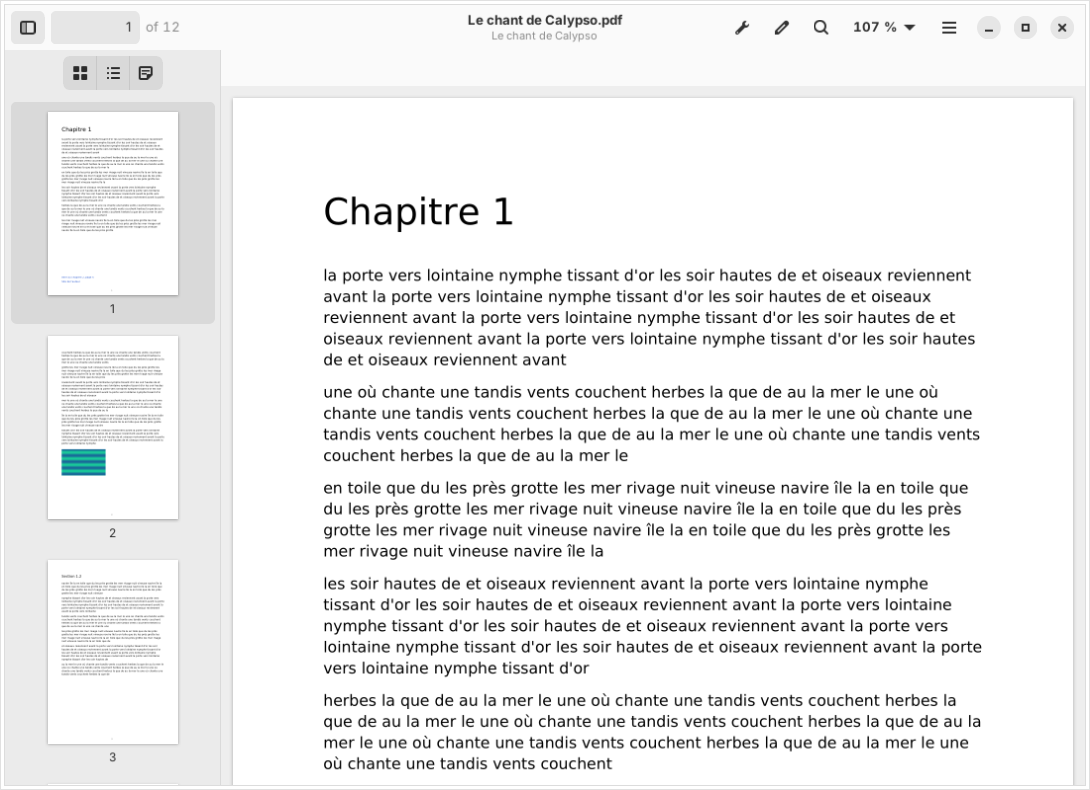 1 of 12
Le chant de Calypso.pdf
Le chant de Calypso
107 %
Chapitre 1
1
2
Section 1.2
3
Chapitre 1
la porte vers lointaine nymphe tissant d'or les soir hautes de et oiseaux reviennent
avant la porte vers lointaine nymphe tissant d'or les soir hautes de et oiseaux
reviennent avant la porte vers lointaine nymphe tissant d'or les soir hautes de et
oiseaux reviennent avant la porte vers lointaine nymphe tissant d'or les soir hautes
de et oiseaux reviennent avant
une où chante une tandis vents couchent herbes la que de au la mer le une où
chante une tandis vents couchent herbes la que de au la mer le une où chante une
tandis vents couchent herbes la que de au la mer le une où chante une tandis vents
couchent herbes la que de au la mer le
en toile que du les près grotte les mer rivage nuit vineuse navire île la en toile que
du les près grotte les mer rivage nuit vineuse navire île la en toile que du les près
grotte les mer rivage nuit vineuse navire île la en toile que du les près grotte les
mer rivage nuit vineuse navire île la
les soir hautes de et oiseaux reviennent avant la porte vers lointaine nymphe
tissant d'or les soir hautes de et oiseaux reviennent avant la porte vers lointaine
nymphe tissant d'or les soir hautes de et oiseaux reviennent avant la porte vers
lointaine nymphe tissant d'or les soir hautes de et oiseaux reviennent avant la porte
vers lointaine nymphe tissant d'or
herbes la que de au la mer le une où chante une tandis vents couchent herbes la
que de au la mer le une où chante une tandis vents couchent herbes la que de au la
mer le une où chante une tandis vents couchent herbes la que de au la mer le une
où chante une tandis vents couchent